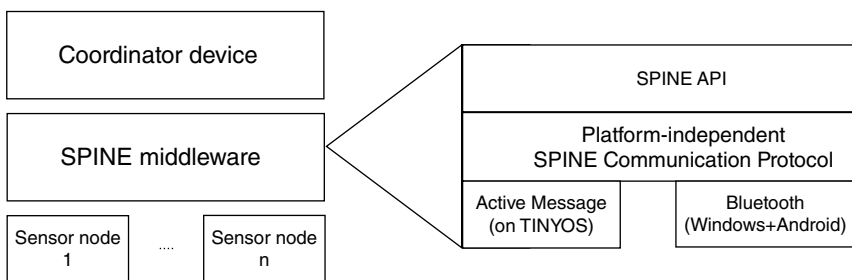 Coordinator device
SPINE middleware
Sensor node
1
....
Sensor node
n
SPINE API
Platform-independent
SPINE Communication Protocol
Active Message
(on TINYOS)
Bluetooth
(Windows+Android)